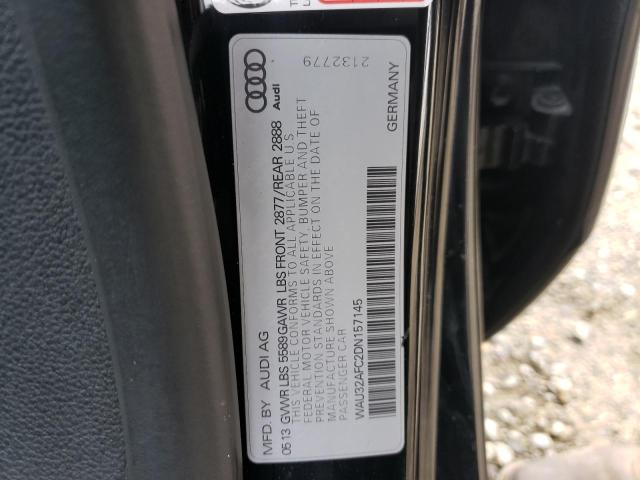 MFD. BY AUDI AG
0513 GVWR LBS 5589 GAWR LBS FRONT 2877/REAR 2888
THIS VEHICLE CONFORMS TO ALL APPLICABLE U S
FEDERAL MOTOR VEHICLE SAFETY, BUMPER AND THEFT
PREVENTION STANDARDS IN EFFECT ON THE DATE OF
MANUFACTURE SHOWN ABOVE
PASSENGER CAR
WAU32AFC2DN157145
Audi
2132779
GERMANY